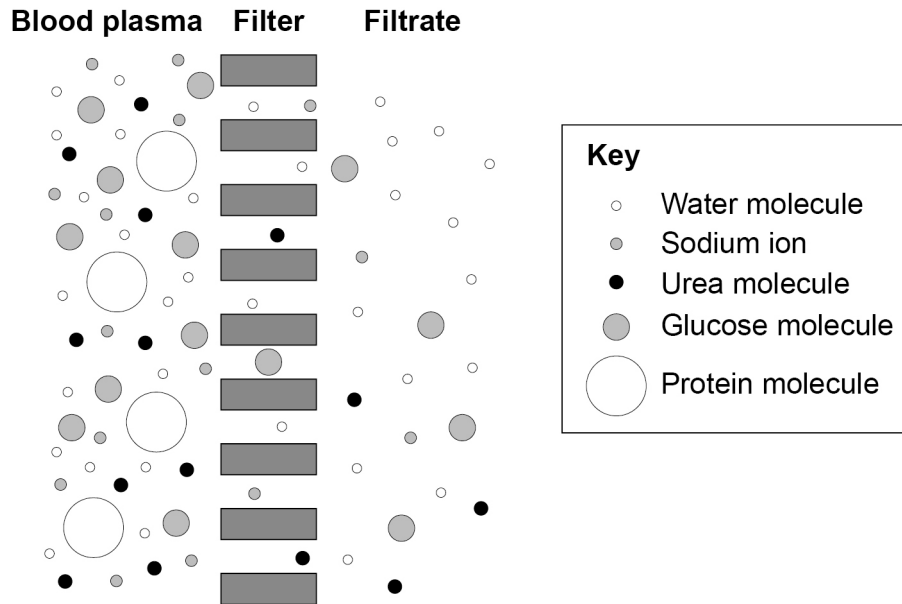 Blood plasma Filter Filtrate
Key
Water molecule
Sodium ion
Urea molecule
Glucose molecule
Protein molecule